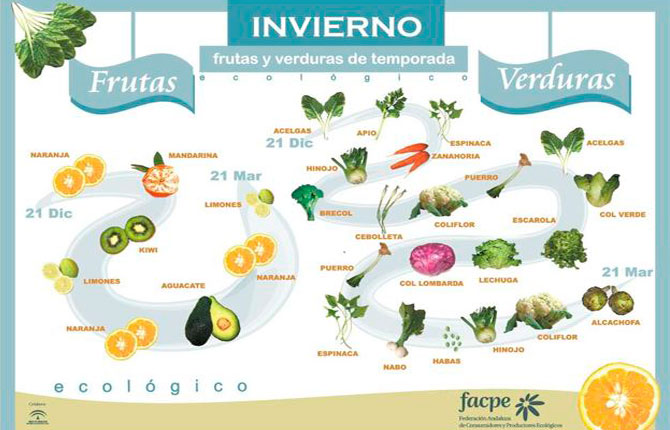 INVIERNO
frutas y verduras de temporada
ecológico
Frutas
Verduras
NARANJA
MANDARINA
21 Mar
LIMONES
21 Dic
KIWI
LIMONES
AGUACATE
NARANJA
NARANJA
ACELGAS
APIO
ESPINACA
21 Dic
ZANAHORIA
HINOJO
PUERRO
ACELGAS
BRECOL
CEBOLLETA
COLIFLOR
ESCAROLA
COL VERDE
PUERRO
COL LOMBARDA
LECHUGA
21 Mar
ESPINACA
NABO
HABAS
HINOJO
COLIFLOR
ALCACHOFA
ecológico
Colabora
facpe
Federación Andaluza
de Consumidores y Productores Ecológicos